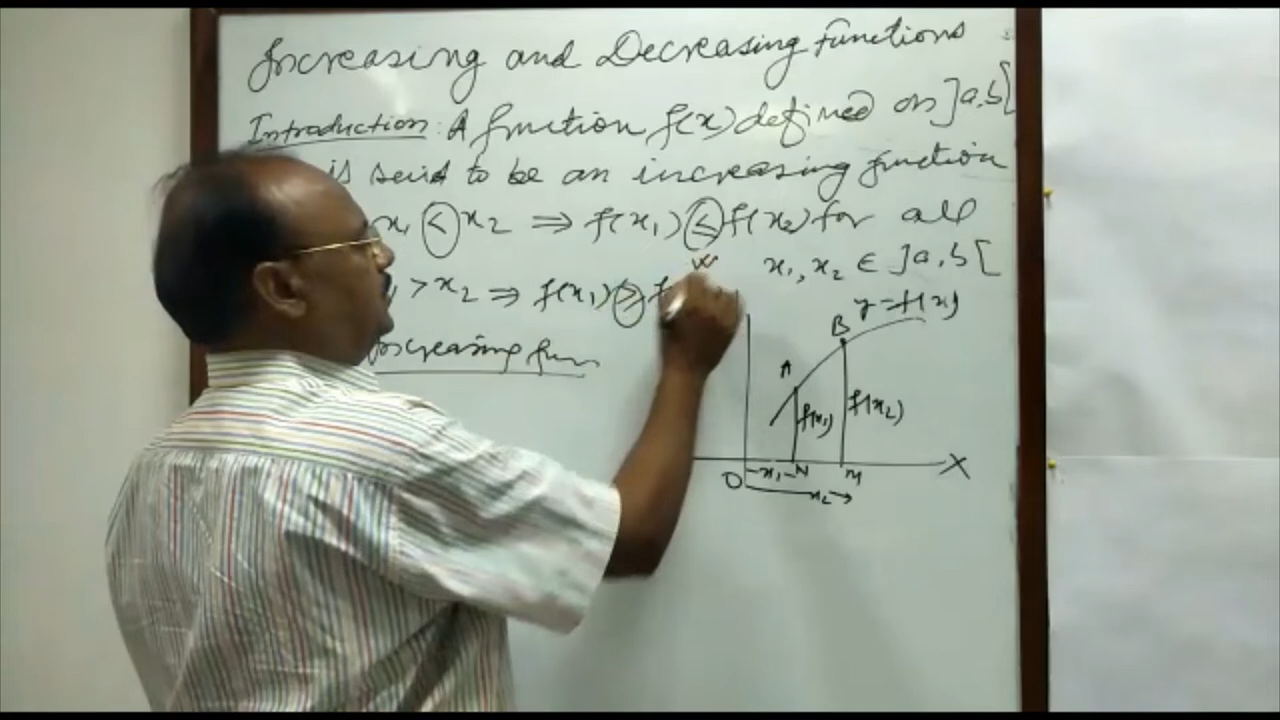 Increasing and Decreasing Functions
Introduction: A function f(x) defined on ]a,b[
is said to be an increasing function
x₁ < x₂ ⇒ f(x₁) ≤ f(x₂) for all
x₁, x₂ ∈ ]a,b[
> x₂ ⇒ f(x₁) ≥ f
y=f(x)
B
A
f(x₁)
f(x₂)
X
O
x₁
N
M
x₂